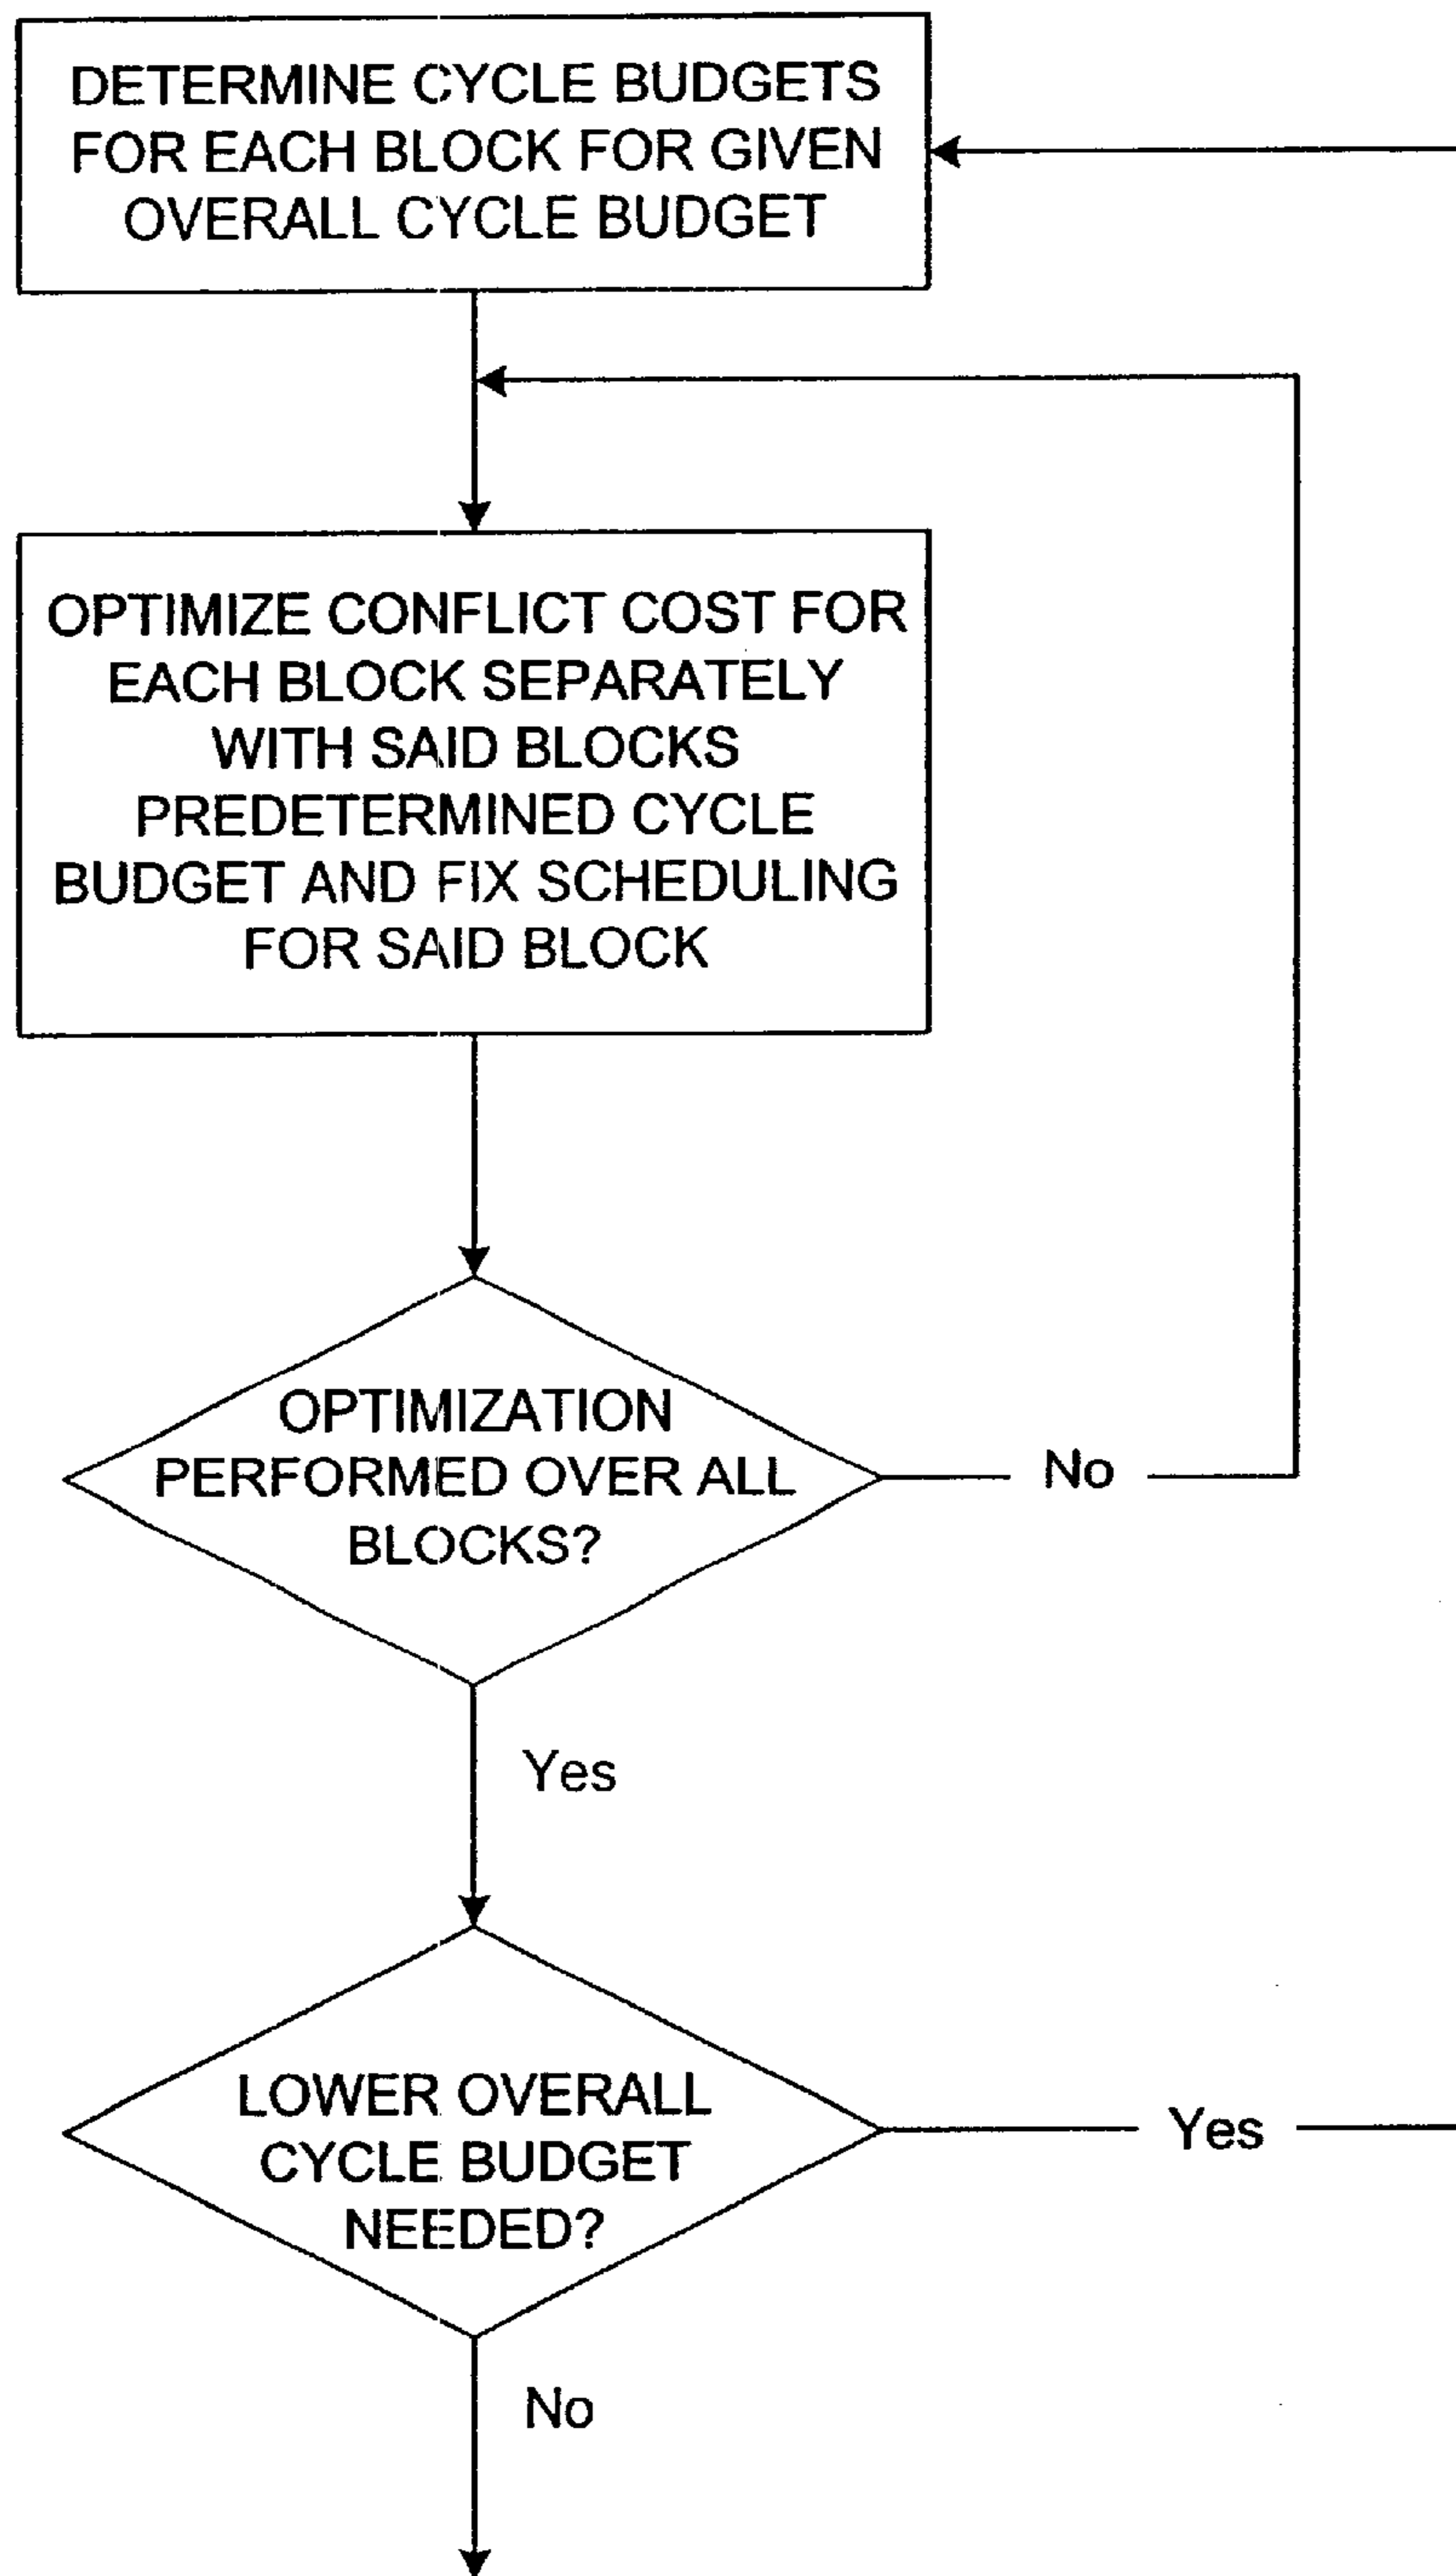 DETERMINE CYCLE BUDGETS
FOR EACH BLOCK FOR GIVEN
OVERALL CYCLE BUDGET
OPTIMIZE CONFLICT COST FOR
EACH BLOCK SEPARATELY
WITH SAID BLOCKS
PREDETERMINED CYCLE
BUDGET AND FIX SCHEDULING
FOR SAID BLOCK
OPTIMIZATION
PERFORMED OVER ALL
BLOCKS?
No
Yes
LOWER OVERALL
CYCLE BUDGET
NEEDED?
Yes
No